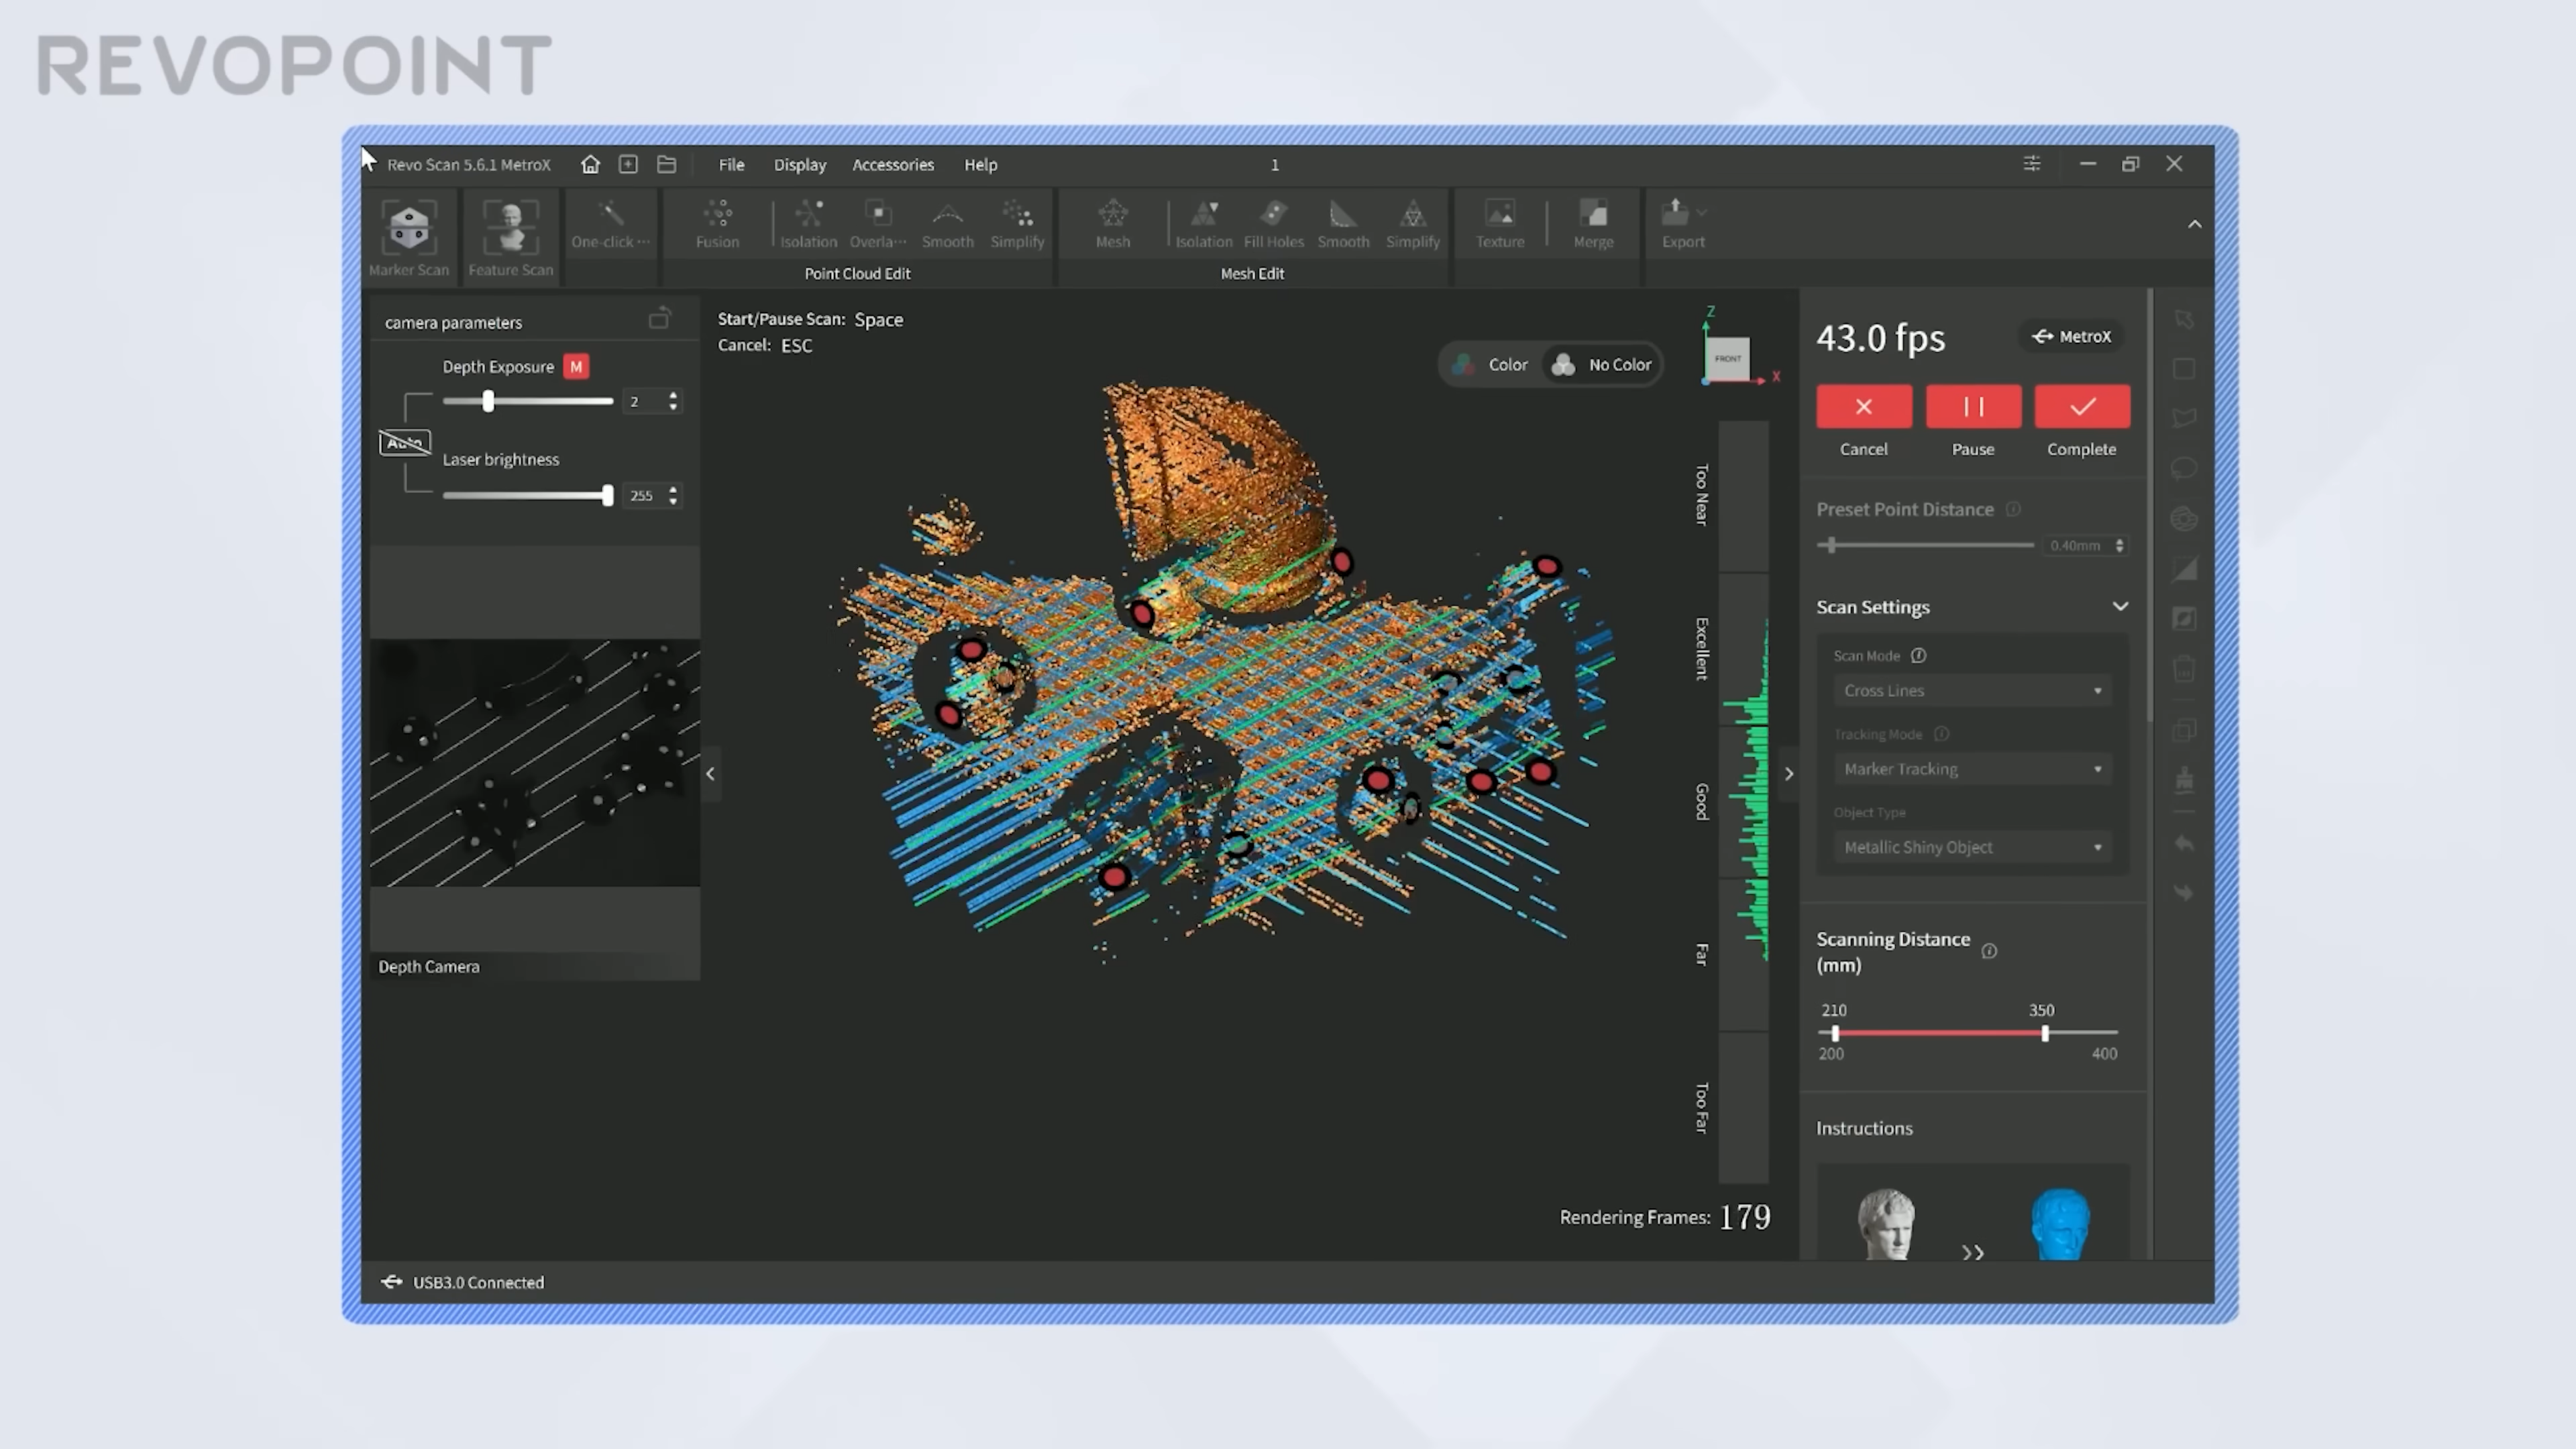 REVOPOINT
Revo Scan 5.6.1 MetroX
File
Display
Accessories
Help
1
Marker Scan
Feature Scan
One-click ···
Fusion
Isolation
Overla···
Smooth
Simplify
Point Cloud Edit
Mesh
Isolation
Fill Holes
Smooth
Simplify
Mesh Edit
Texture
Merge
Export
camera parameters
Depth Exposure M
2
Auto
Laser brightness
255
Depth Camera
Start/Pause Scan: Space
Cancel: ESC
Color
No Color
Z
FRONT
X
Too Near
Excellent
Good
Far
Too Far
Rendering Frames: 179
43.0 fps
MetroX
Cancel
Pause
Complete
Preset Point Distance
0.40mm
Scan Settings
Scan Mode
Cross Lines
Tracking Mode
Marker Tracking
Object Type
Metallic Shiny Object
Scanning Distance
(mm)
210
350
200
400
Instructions
USB3.0 Connected